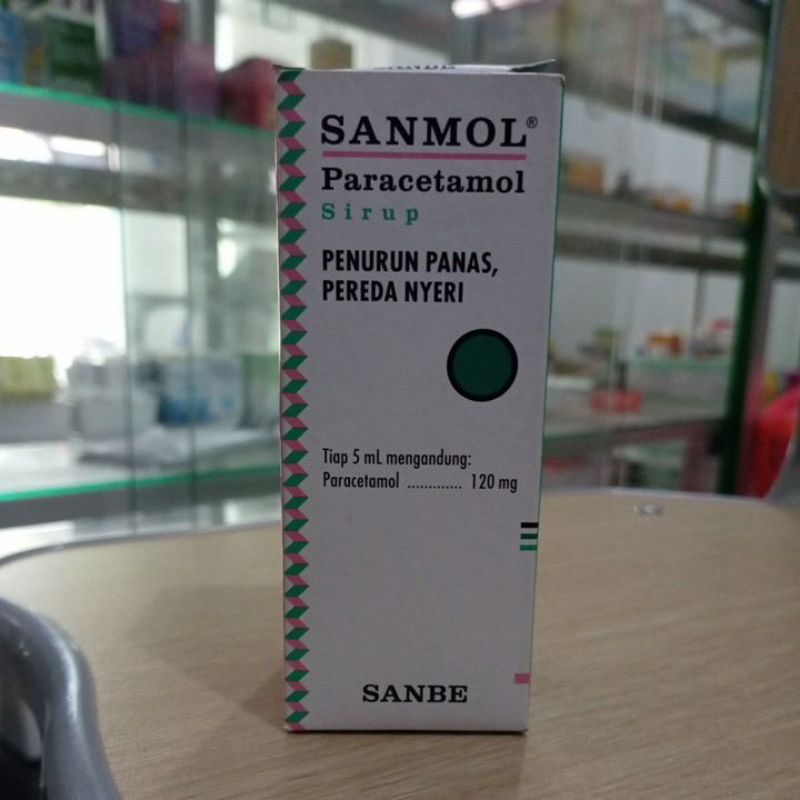 SANMOL®
Paracetamol
Sirup
PENURUN PANAS,
PEREDA NYERI
Tiap 5 mL mengandung:
Paracetamol ............. 120 mg
SANBE